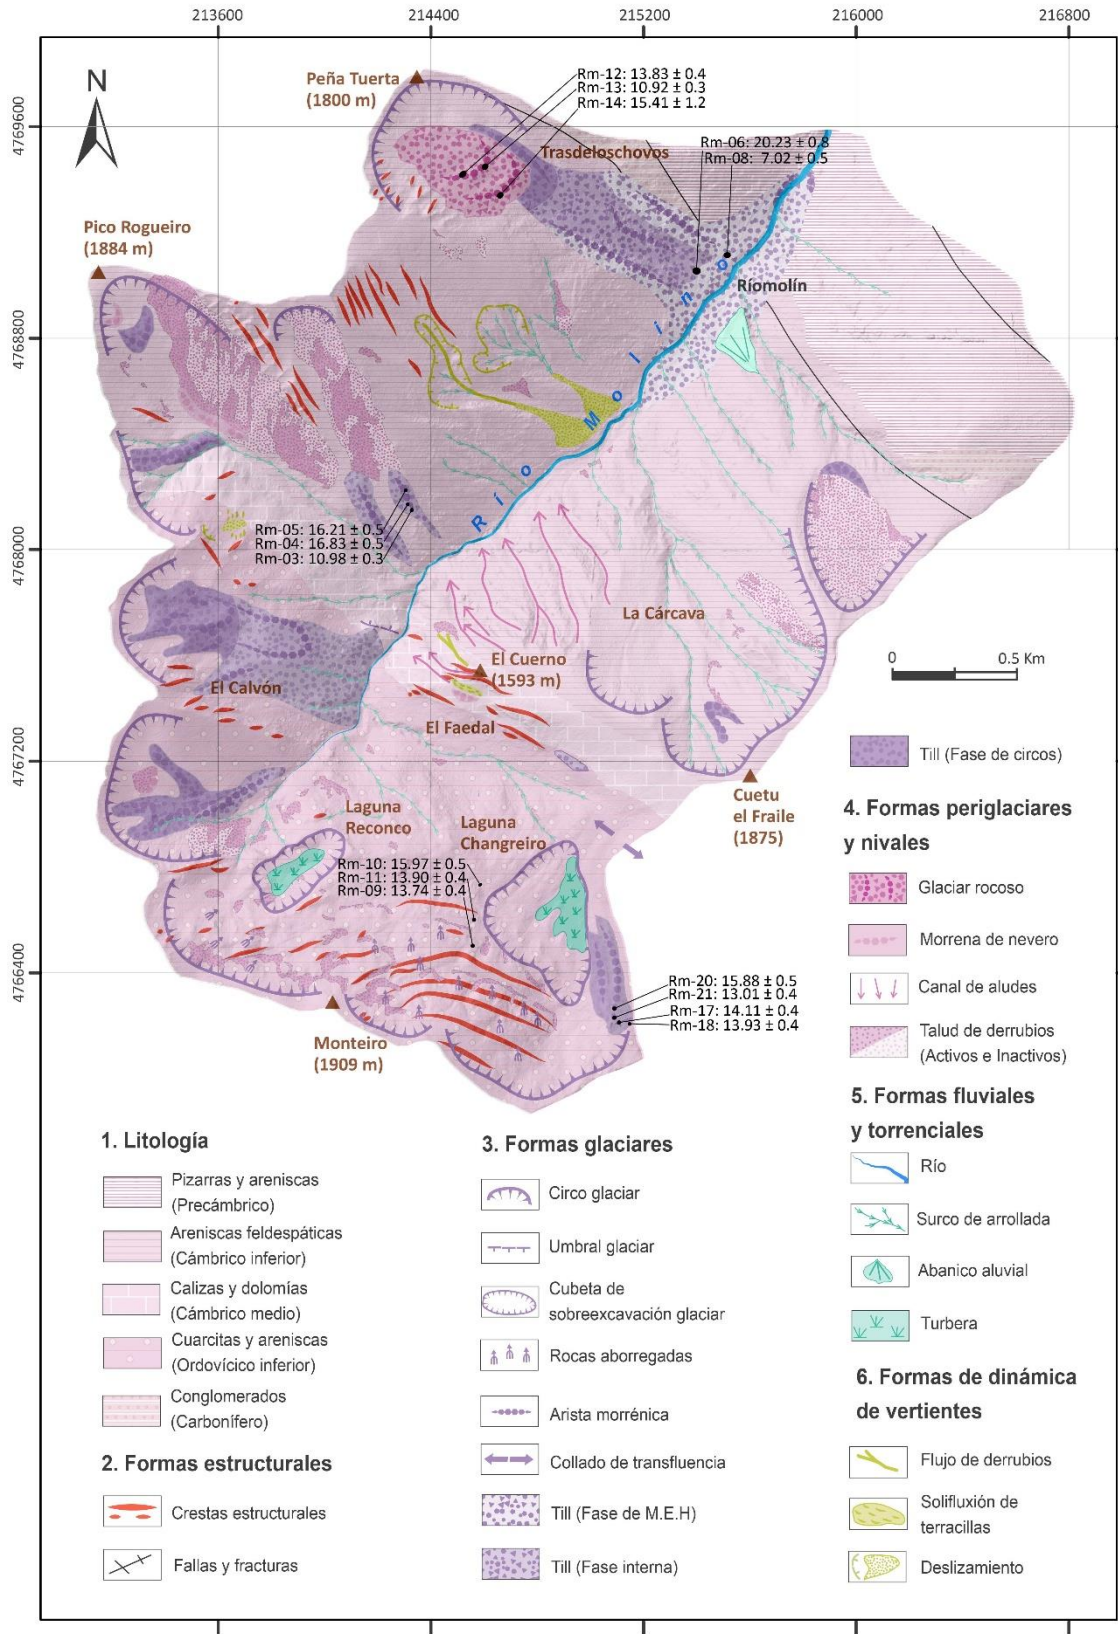 213600
214400
215200
216000
216800
4769600
4768800
4768000
4767200
4766400
N
Peña Tuerta
(1800 m)
Rm-12: 13.83 ± 0.4
Rm-13: 10.92 ± 0.3
Rm-14: 15.41 ± 1.2
Trasdeloschovos
Rm-06: 20.23 ± 0.8
Rm-08: 7.02 ± 0.5
Pico Rogueiro
(1884 m)
Ríomolín
Río Molino
Rm-05: 16.21 ± 0.5
Rm-04: 16.83 ± 0.5
Rm-03: 10.98 ± 0.3
La Cárcava
El Cuerno
(1593 m)
0
0.5 Km
El Calvón
El Faedal
Cuetu
el Fraile
(1875)
Laguna
Reconco
Laguna
Changreiro
Rm-10: 15.97 ± 0.5
Rm-11: 13.90 ± 0.4
Rm-09: 13.74 ± 0.4
Rm-20: 15.88 ± 0.5
Rm-21: 13.01 ± 0.4
Rm-17: 14.11 ± 0.4
Rm-18: 13.93 ± 0.4
Monteiro
(1909 m)
1. Litología
Pizarras y areniscas
(Precámbrico)
Areniscas feldespáticas
(Cámbrico inferior)
Calizas y dolomías
(Cámbrico medio)
Cuarcitas y areniscas
(Ordovícico inferior)
Conglomerados
(Carbonífero)
2. Formas estructurales
Crestas estructurales
Fallas y fracturas
3. Formas glaciares
Circo glaciar
Umbral glaciar
Cubeta de
sobreexcavación glaciar
Rocas aborregadas
Arista morrénica
Collado de transfluencia
Till (Fase de M.E.H)
Till (Fase interna)
Till (Fase de circos)
4. Formas periglaciares
y nivales
Glaciar rocoso
Morrena de nevero
Canal de aludes
Talud de derrubios
(Activos e Inactivos)
5. Formas fluviales
y torrenciales
Río
Surco de arrollada
Abanico aluvial
Turbera
6. Formas de dinámica
de vertientes
Flujo de derrubios
Solifluxión de
terracillas
Deslizamiento